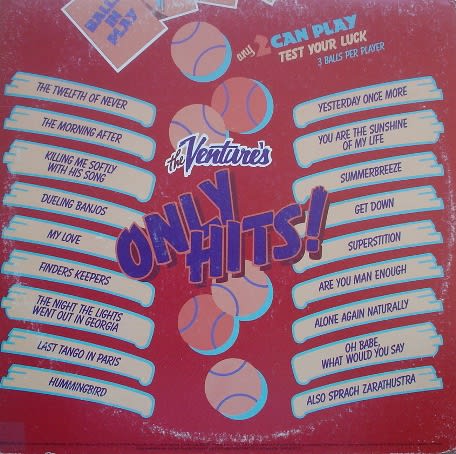 BALL
IN
PLAY
any 2 CAN PLAY
TEST YOUR LUCK
3 BALLS PER PLAYER
the Venture's
ONLY
HITS!
THE TWELFTH OF NEVER
THE MORNING AFTER
KILLING ME SOFTLY
WITH HIS SONG
DUELING BANJOS
MY LOVE
FINDERS KEEPERS
THE NIGHT THE LIGHTS
WENT OUT IN GEORGIA
LAST TANGO IN PARIS
HUMMINGBIRD
YESTERDAY ONCE MORE
YOU ARE THE SUNSHINE
OF MY LIFE
SUMMERBREEZE
GET DOWN
SUPERSTITION
ARE YOU MAN ENOUGH
ALONE AGAIN NATURALLY
OH BABE,
WHAT WOULD YOU SAY
ALSO SPRACH ZARATHUSTRA